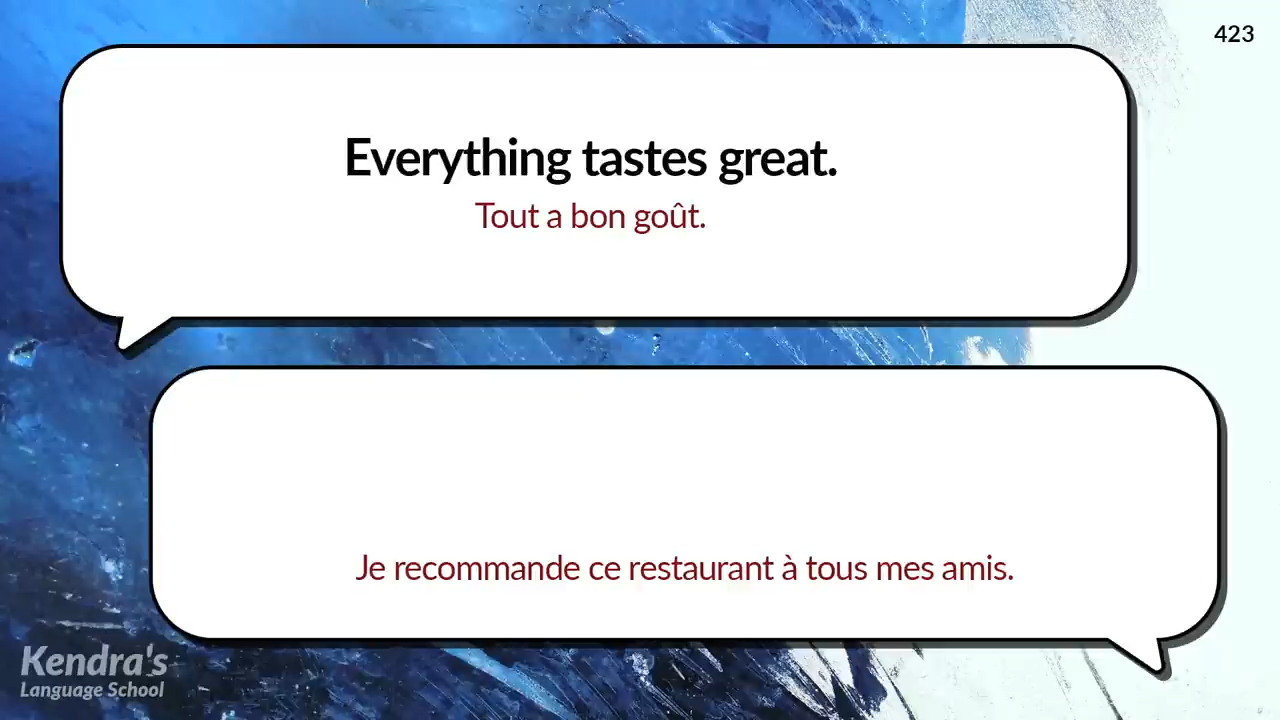 423
Everything tastes great.
Tout a bon goût.
Je recommande ce restaurant à tous mes amis.
Kendra's
Language School